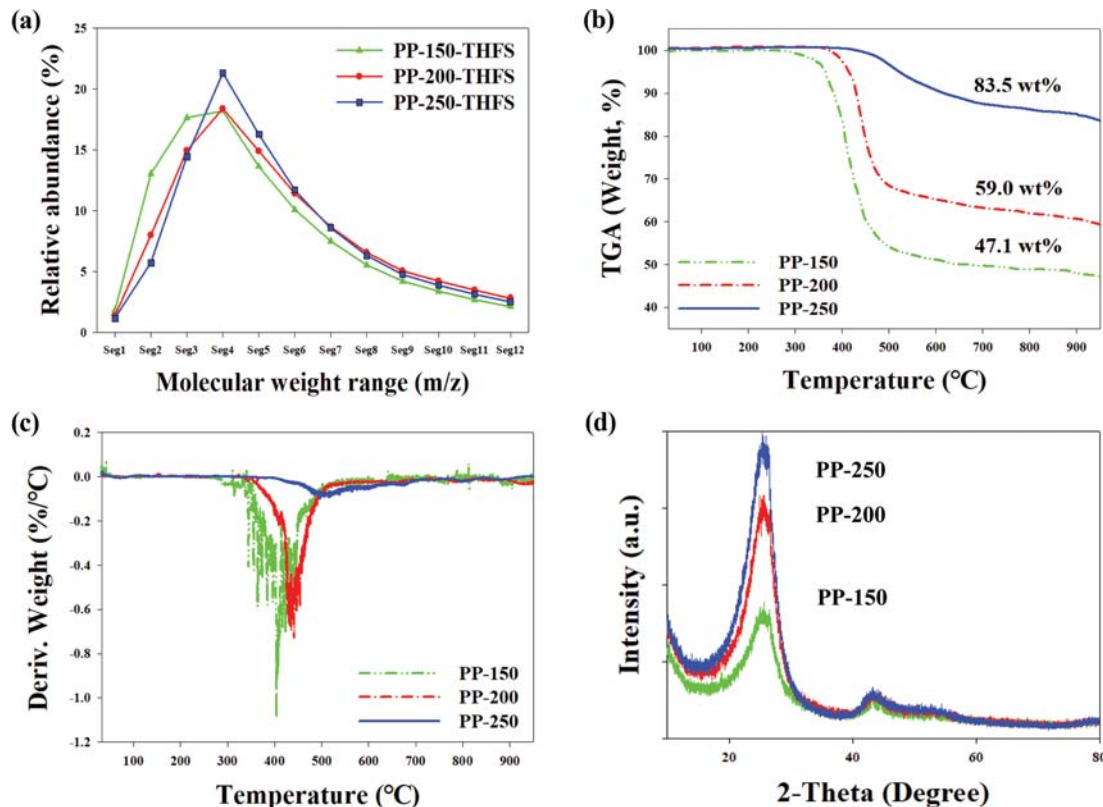 (a)
25
20
15
10
5
0
Relative abundance (%)
PP-150-THFS
PP-200-THFS
PP-250-THFS
Seg1 Seg2 Seg3 Seg4 Seg5 Seg6 Seg7 Seg8 Seg9 Seg10 Seg11 Seg12
Molecular weight range (m/z)
(b)
100
90
80
70
60
50
40
TGA (Weight, %)
83.5 wt%
59.0 wt%
47.1 wt%
PP-150
PP-200
PP-250
100 200 300 400 500 600 700 800 900
Temperature (°C)
(c)
0.2
0.0
-0.2
-0.4
-0.6
-0.8
-1.0
-1.2
Deriv. Weight (%/°C)
PP-150
PP-200
PP-250
100 200 300 400 500 600 700 800 900
Temperature (°C)
(d)
Intensity (a.u.)
PP-250
PP-200
PP-150
20 40 60 80
2-Theta (Degree)